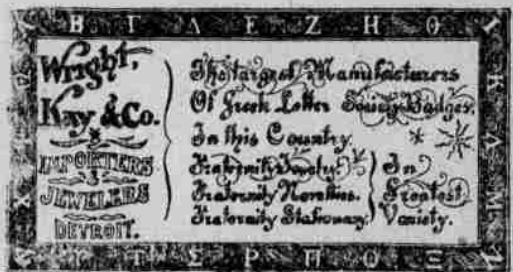 Β Γ Δ Ε Ζ Η Θ Ι
Wright,
Kay & Co.
IMPORTERS
&
JEWELERS
DETROIT.
The Largest Manufacturers
Of Greek Letter Society Badges,
In this Country.
Fraternity Jewelry.
Fraternity Novelties.
Fraternity Stationary.
In
Greatest
Variety.
Κ Λ Μ
Χ
Τ Σ Ρ Π Ο Ξ Ν